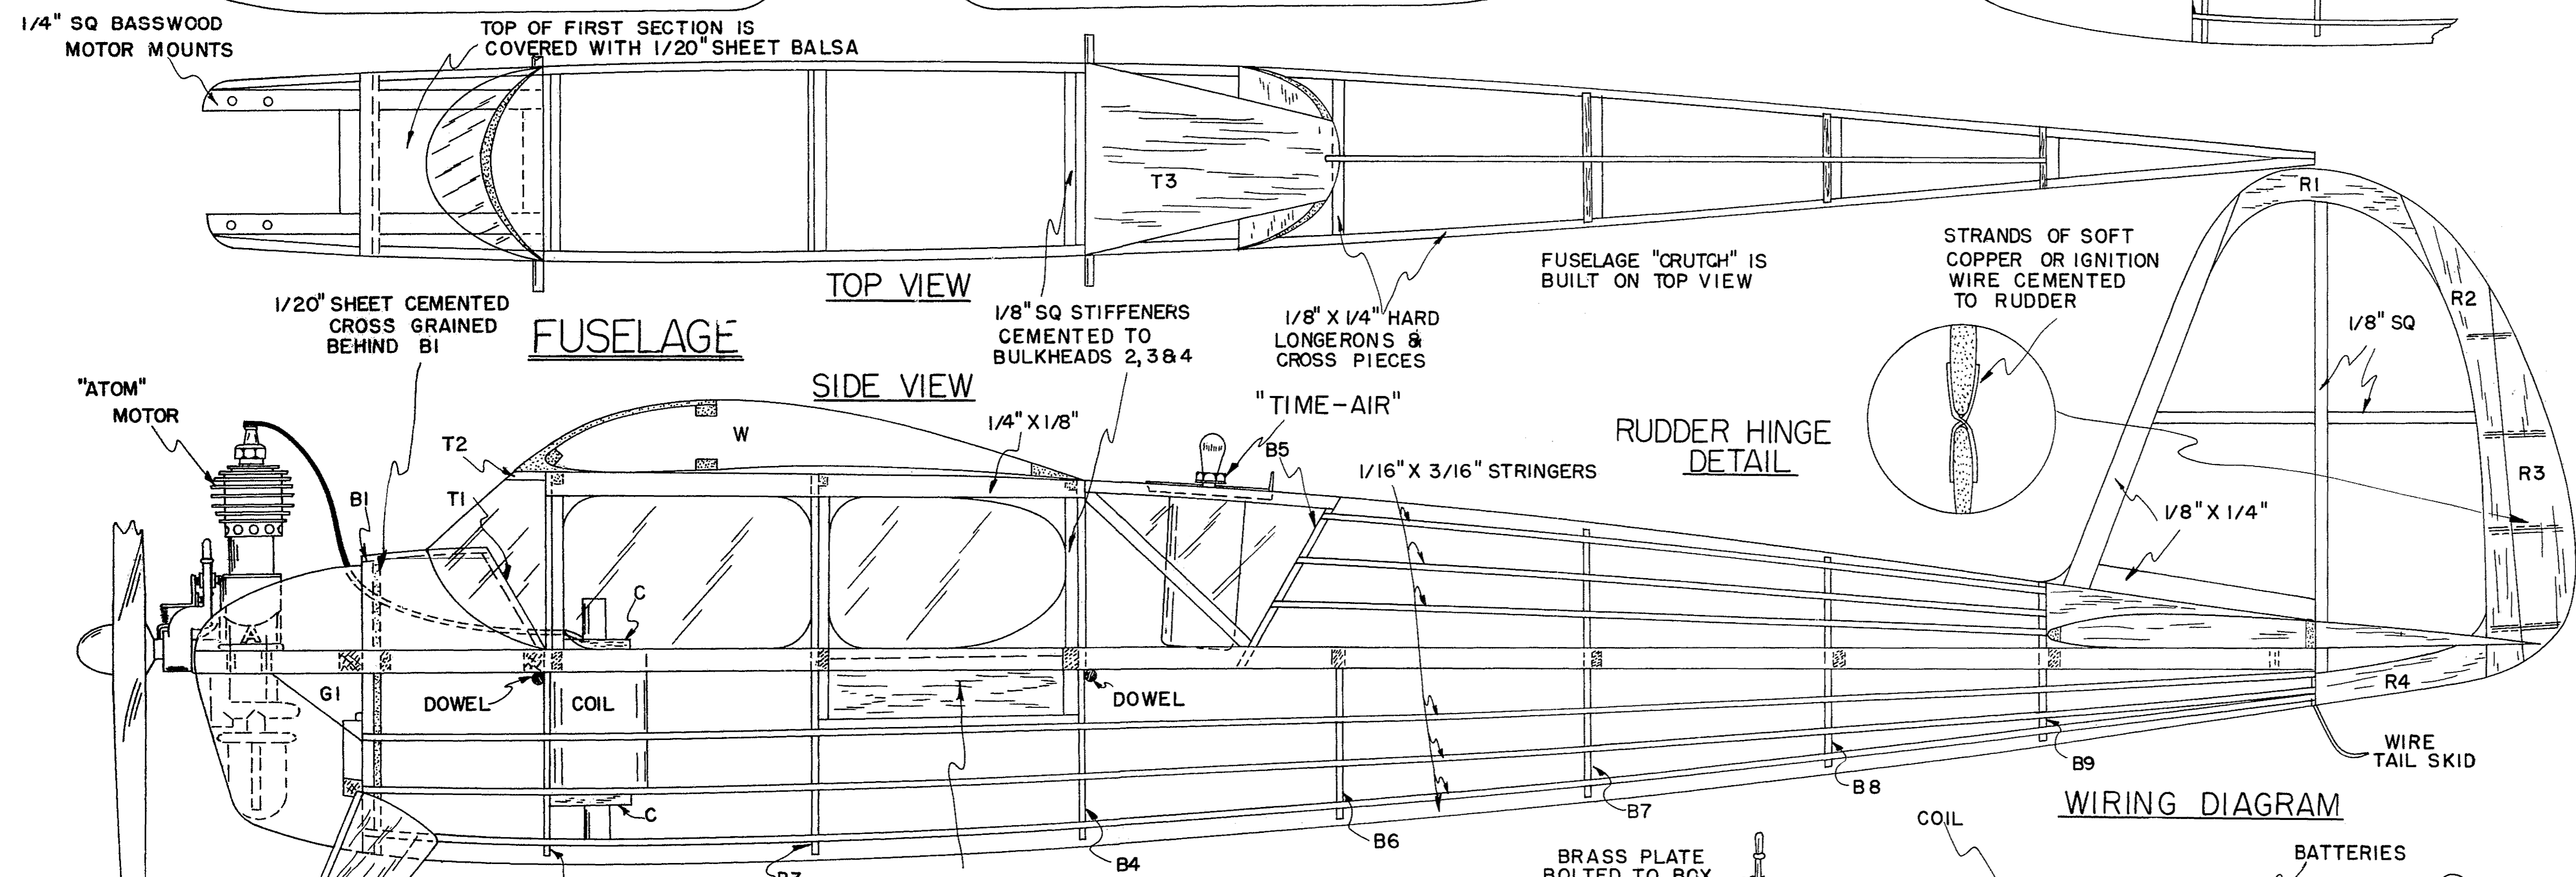 1/4" SQ BASSWOOD
MOTOR MOUNTS
TOP OF FIRST SECTION IS
COVERED WITH 1/20" SHEET BALSA
T3
TOP VIEW
FUSELAGE "CRUTCH" IS
BUILT ON TOP VIEW
STRANDS OF SOFT
COPPER OR IGNITION
WIRE CEMENTED
TO RUDDER
R1
R2
1/8" SQ
R3
1/8" X 1/4"
R4
1/20" SHEET CEMENTED
CROSS GRAINED
BEHIND B1
FUSELAGE
1/8" SQ STIFFENERS
CEMENTED TO
BULKHEADS 2, 3 & 4
1/8" X 1/4" HARD
LONGERONS &
CROSS PIECES
SIDE VIEW
"ATOM"
MOTOR
T2
W
1/4" X 1/8"
"TIME-AIR"
B5
1/16" X 3/16" STRINGERS
RUDDER HINGE
DETAIL
B1
T1
C
G1
DOWEL
COIL
DOWEL
C
B3
B4
B6
B7
B8
B9
WIRE
TAIL SKID
WIRING DIAGRAM
COIL
BATTERIES
BRASS PLATE
BOLTED TO BOX